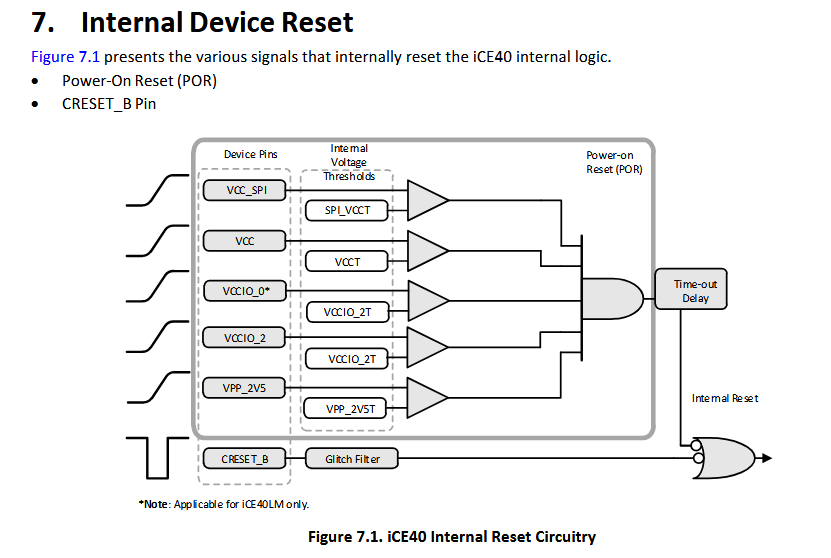 7. Internal Device Reset
Figure 7.1 presents the various signals that internally reset the iCE40 internal logic.
• Power-On Reset (POR)
• CRESET_B Pin
Device Pins
Internal
Voltage
Thresholds
Power-on
Reset (POR)
VCC_SPI
SPI_VCCT
VCC
VCCT
VCCIO_0*
VCCIO_2T
VCCIO_2
VCCIO_2T
VPP_2V5
VPP_2V5T
Time-out
Delay
Internal Reset
CRESET_B
Glitch Filter
*Note: Applicable for iCE40LM only.
Figure 7.1. iCE40 Internal Reset Circuitry